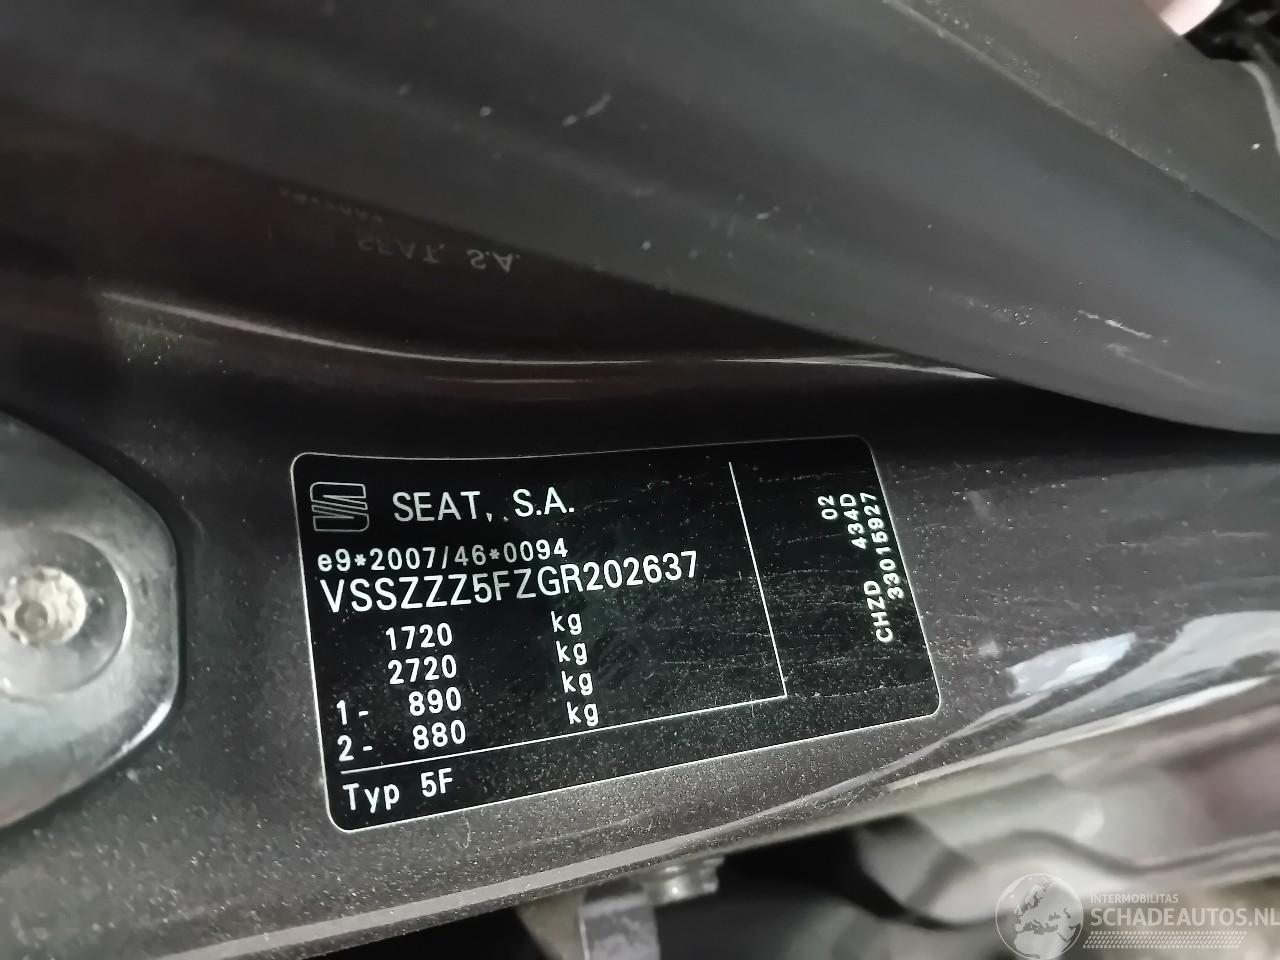 SEAT, S.A.
SEAT, S.A.
e9*2007/46*0094
VSSZZZ5FZGR202637
1720 kg
2720 kg
1- 890 kg
2- 880 kg
Typ 5F
02
434D
CHZD 33015927
INTERMOBILITAS
SCHADEAUTOS.NL